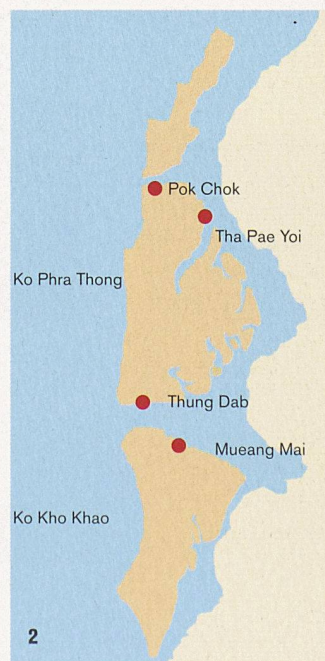 Pok Chok
Tha Pae Yoi
Ko Phra Thong
Thung Dab
Mueang Mai
Ko Kho Khao
2